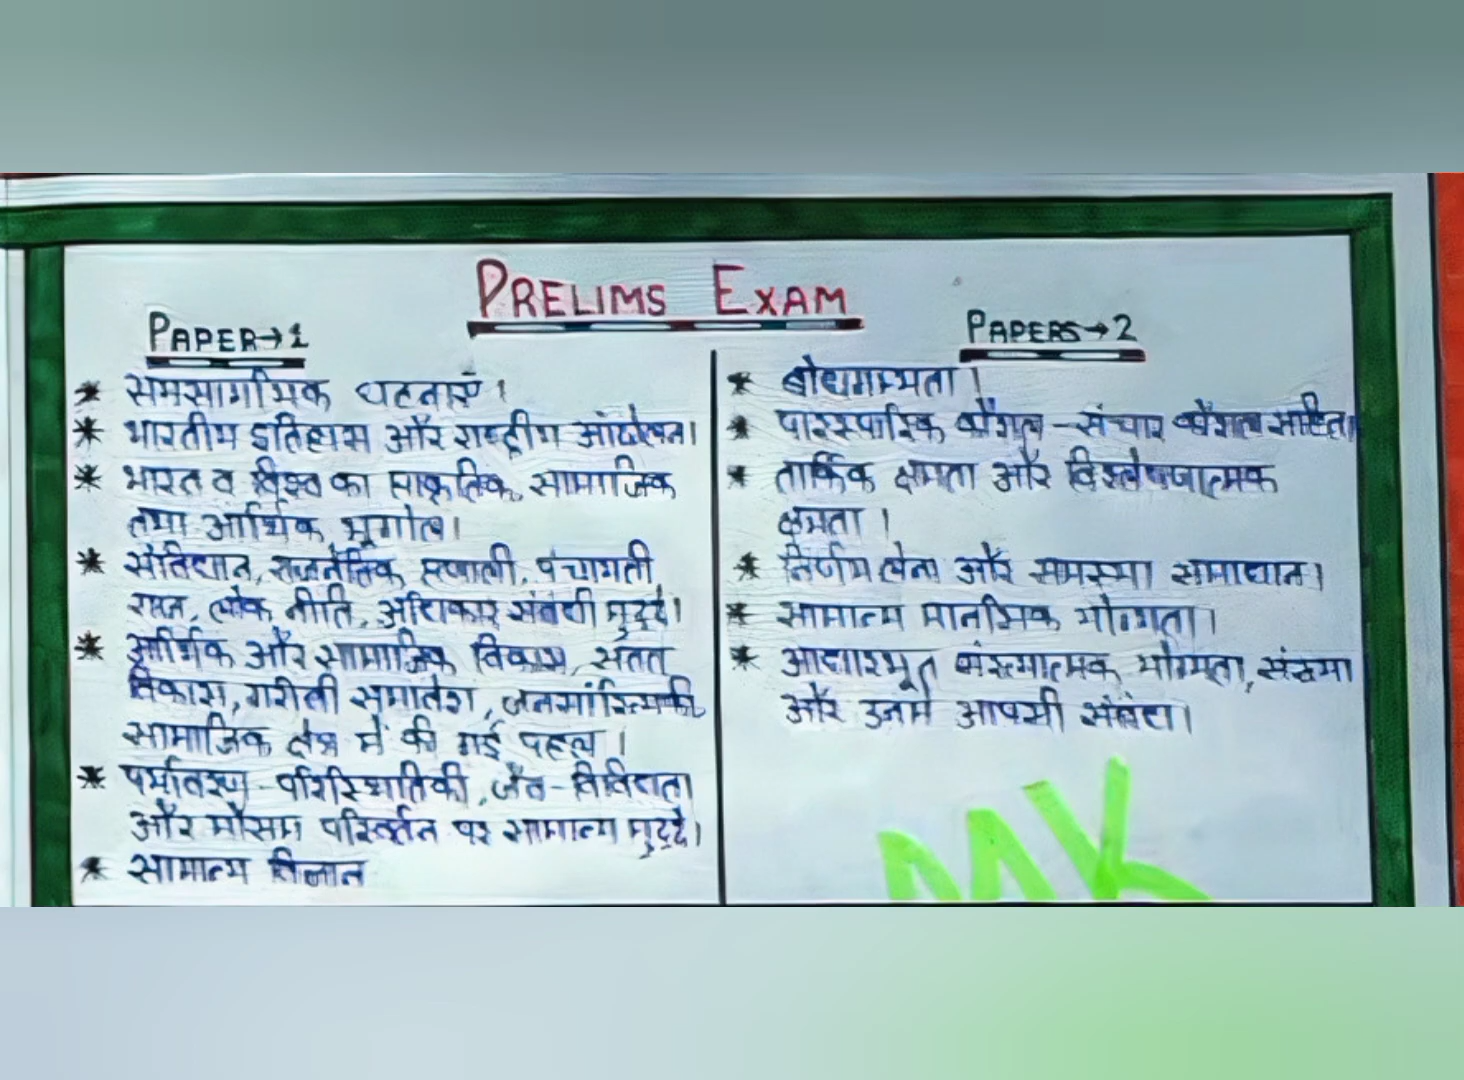 PRELIMS EXAM
PAPER→1
* समसामयिक घटनाएँ।
* भारतीय इतिहास और राष्ट्रीय आंदोलन।
* भारत व विश्व का प्राकृतिक, सामाजिक
तथा आर्थिक भूगोल।
* संविधान, राजनैतिक प्रणाली, पंचायती
राज, लोक नीति, अधिकार संबंधी मुद्दे।
* आर्थिक और सामाजिक विकास, सतत
विकास, गरीबी समावेश, जनसांख्यिकी
सामाजिक क्षेत्र में की गई पहल।
* पर्यावरण - पारिस्थितिकी, जैव-विविधता
और मौसम परिवर्तन पर सामान्य मुद्दे।
* सामान्य विज्ञान
PAPERS→2
* बोधगम्यता।
* पारस्परिक कौशल - संचार कौशल सहित।
* तार्किक क्षमता और विश्लेषणात्मक
क्षमता।
* निर्णय लेना और समस्या समाधान।
* सामान्य मानसिक योग्यता।
* आधारभूत संख्यात्मक योग्यता, संख्या
और उनमें आपसी संबंध।
MK